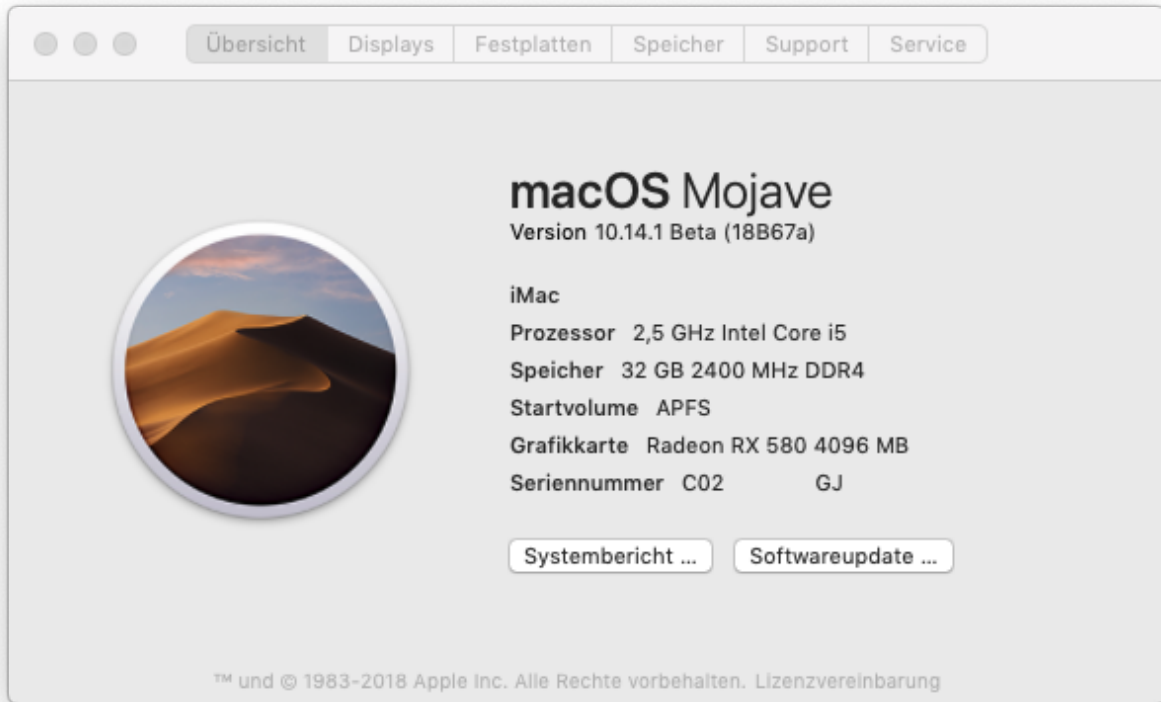 Übersicht Displays Festplatten Speicher Support Service
macOS Mojave
Version 10.14.1 Beta (18B67a)
iMac
Prozessor 2,5 GHz Intel Core i5
Speicher 32 GB 2400 MHz DDR4
Startvolume APFS
Grafikkarte Radeon RX 580 4096 MB
Seriennummer C02 GJ
Systembericht ... Softwareupdate ...
™ und © 1983-2018 Apple Inc. Alle Rechte vorbehalten. Lizenzvereinbarung